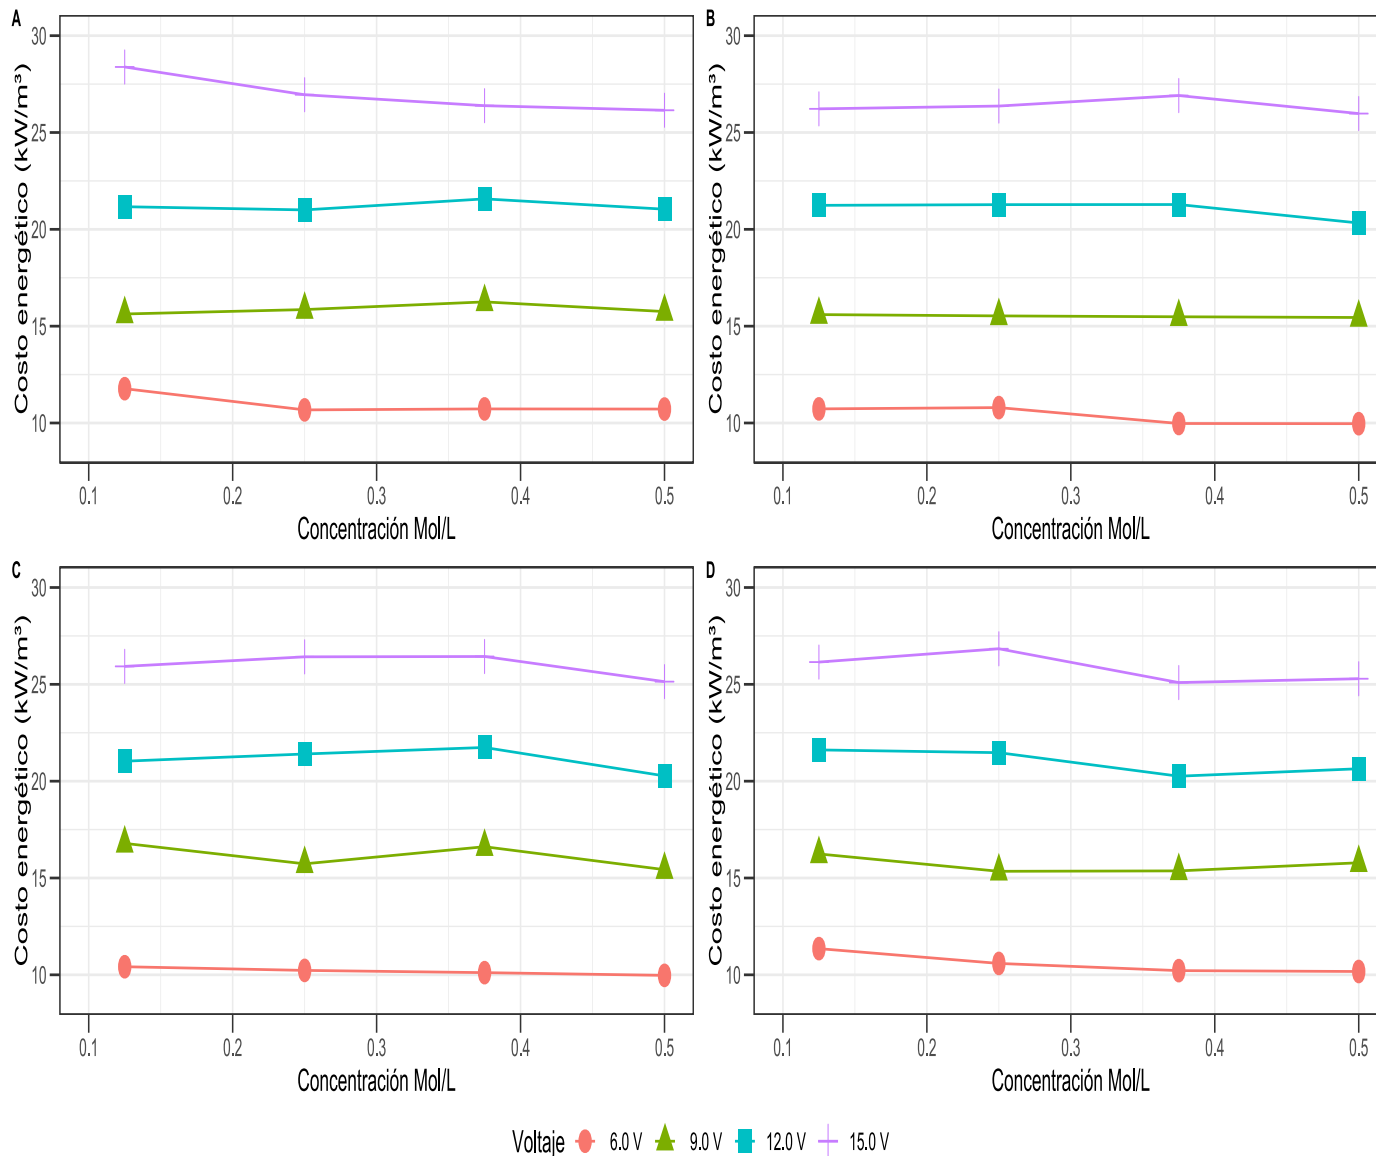 A
Costo energético (kW/m³)
30
25
20
15
10
0.1 0.2 0.3 0.4 0.5
Concentración Mol/L
B
Costo energético (kW/m³)
30
25
20
15
10
0.1 0.2 0.3 0.4 0.5
Concentración Mol/L
C
Costo energético (kW/m³)
30
25
20
15
10
0.1 0.2 0.3 0.4 0.5
Concentración Mol/L
D
Costo energético (kW/m³)
30
25
20
15
10
0.1 0.2 0.3 0.4 0.5
Concentración Mol/L
Voltaje 6.0 V 9.0 V 12.0 V 15.0 V